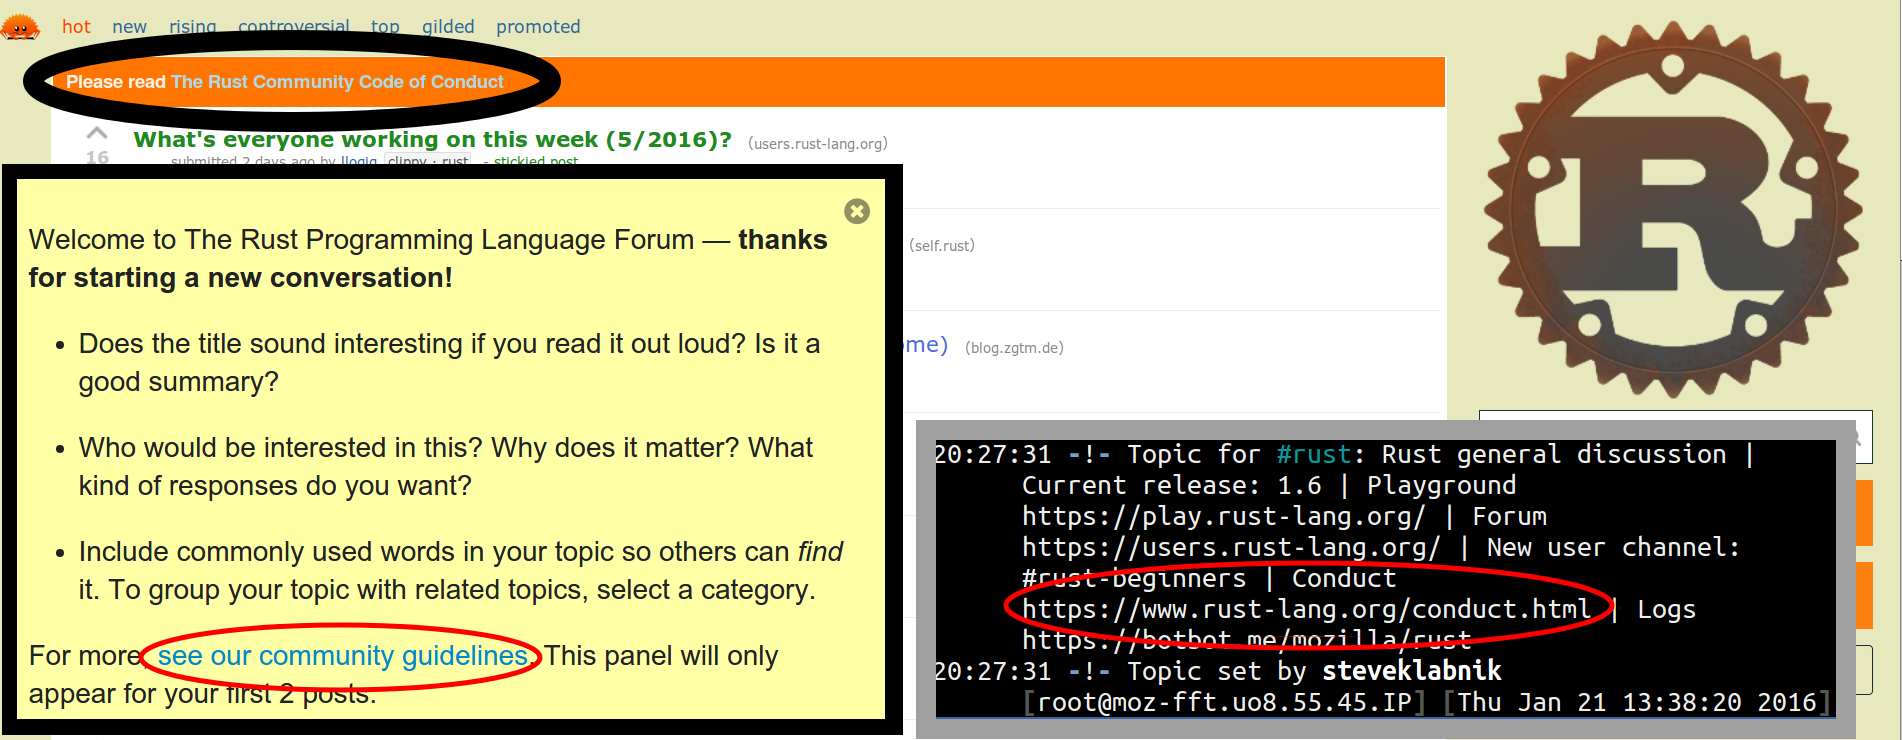 hot new rising controversial top gilded promoted
Please read The Rust Community Code of Conduct
What's everyone working on this week (5/2016)? (users.rust-lang.org)
16
submitted 2 days ago by llogiq clippy · rust - stickied post
R
(self.rust)
ome) (blog.zgtm.de)
Welcome to The Rust Programming Language Forum — thanks
for starting a new conversation!
• Does the title sound interesting if you read it out loud? Is it a
good summary?
• Who would be interested in this? Why does it matter? What
kind of responses do you want?
• Include commonly used words in your topic so others can find
it. To group your topic with related topics, select a category.
For more, see our community guidelines. This panel will only
appear for your first 2 posts.
20:27:31 -!- Topic for #rust: Rust general discussion |
Current release: 1.6 | Playground
https://play.rust-lang.org/ | Forum
https://users.rust-lang.org/ | New user channel:
#rust-beginners | Conduct
https://www.rust-lang.org/conduct.html | Logs
https://botbot.me/mozilla/rust
20:27:31 -!- Topic set by steveklabnik
[root@moz-fft.uo8.55.45.IP] [Thu Jan 21 13:38:20 2016]